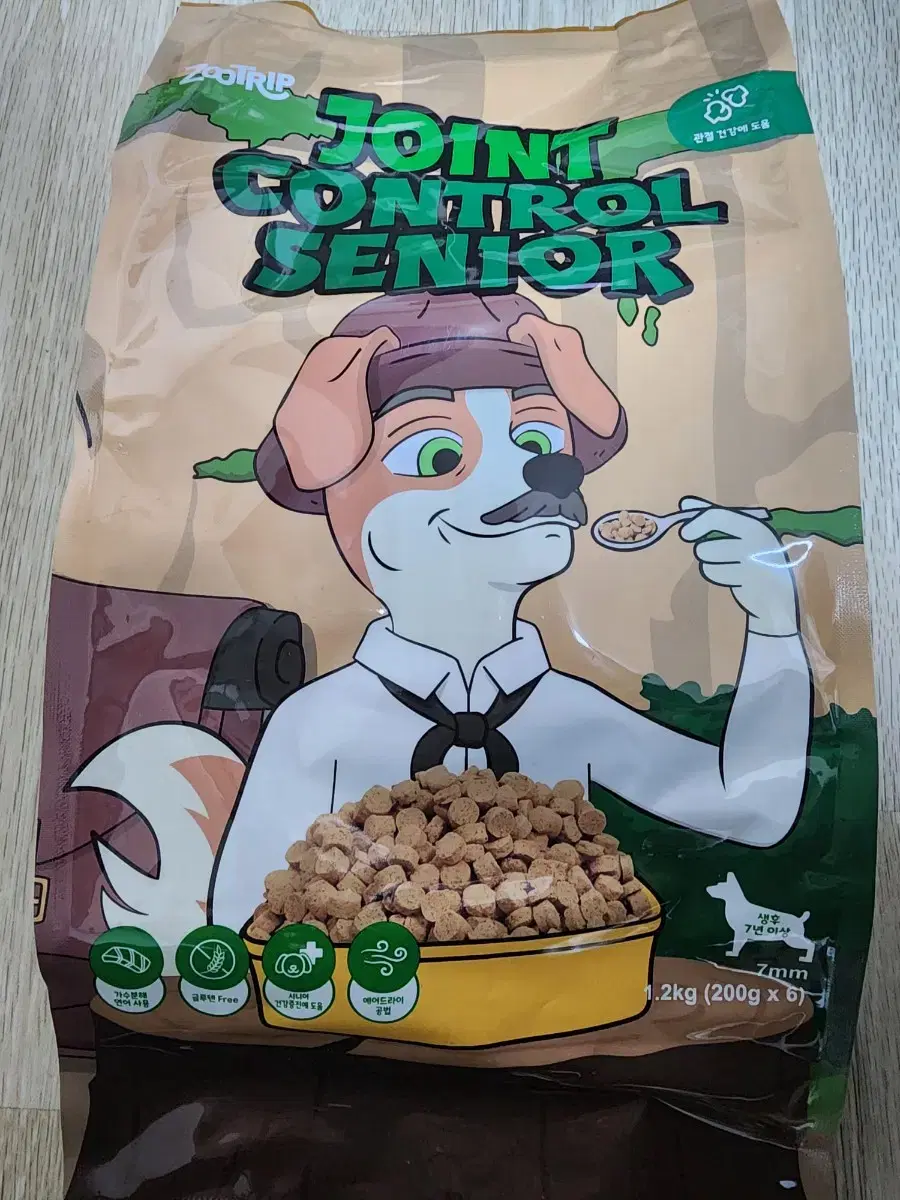 ZOOTRIP
관절 건강에 도움
JOINT
CONTROL
SENIOR
생후
7년 이상
7mm
1.2kg (200g x 6)
가수분해
연어 사용
글루텐 Free
시니어
건강증진에 도움
에어드라이
공법